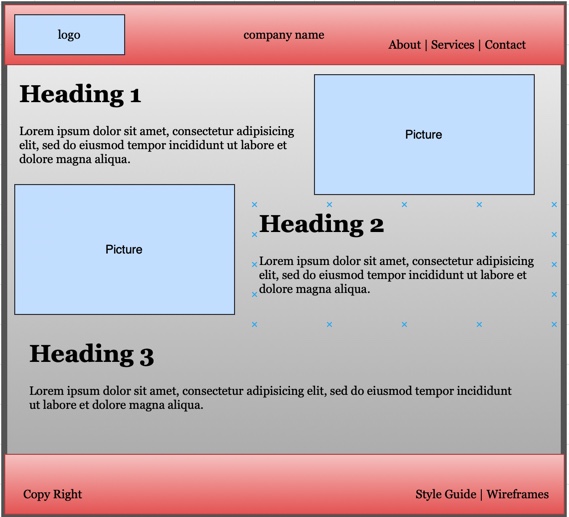 logo
company name
About | Services | Contact
Heading 1
Lorem ipsum dolor sit amet, consectetur adipisicing
elit, sed do eiusmod tempor incididunt ut labore et
dolore magna aliqua.
Picture
Picture
Heading 2
Lorem ipsum dolor sit amet, consectetur adipisicing
elit, sed do eiusmod tempor incididunt ut labore et
dolore magna aliqua.
Heading 3
Lorem ipsum dolor sit amet, consectetur adipisicing elit, sed do eiusmod tempor incididunt
ut labore et dolore magna aliqua.
Copy Right
Style Guide | Wireframes